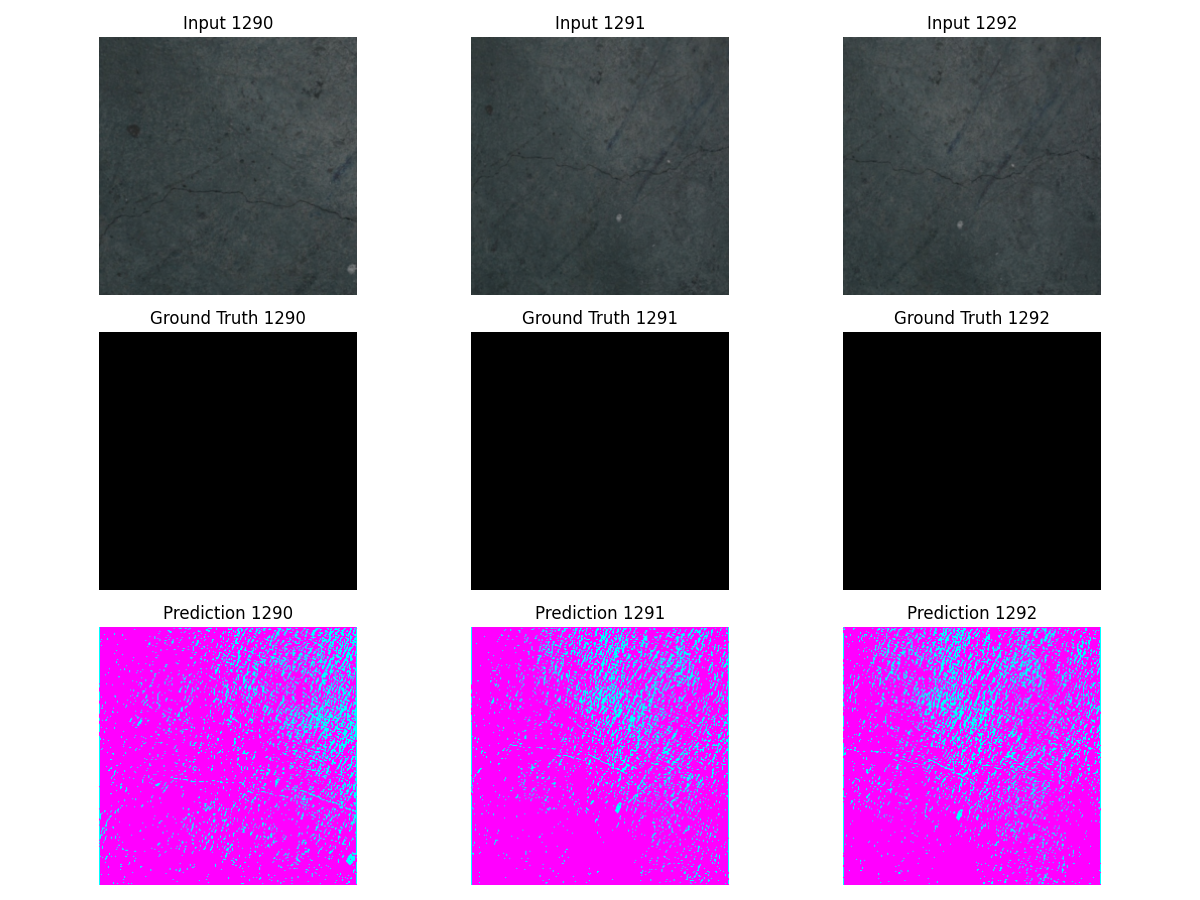 Input 1290
Input 1291
Input 1292
Ground Truth 1290
Ground Truth 1291
Ground Truth 1292
Prediction 1290
Prediction 1291
Prediction 1292